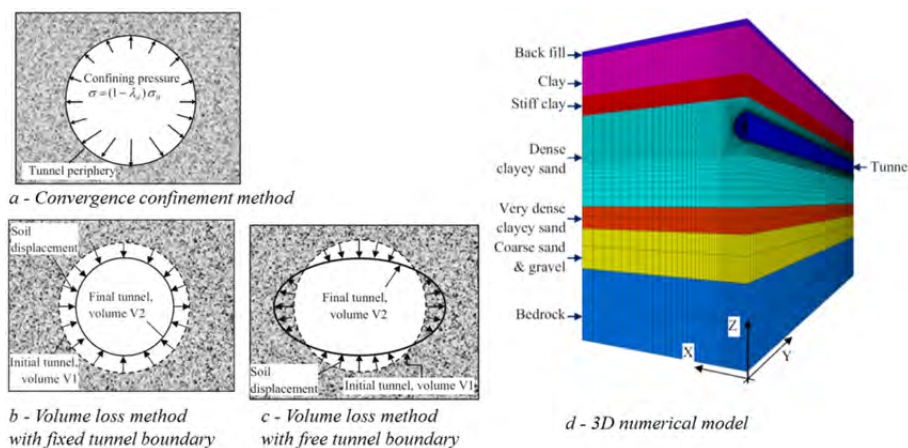 Confining pressure
σ=(1−λd)σ0
Tunnel periphery
a - Convergence confinement method
Soil
displacement
Final tunnel,
volume V2
Initial tunnel,
volume V1
b - Volume loss method
with fixed tunnel boundary
Final tunnel,
volume V2
Soil
displacement
Initial tunnel, volume V1
c - Volume loss method
with free tunnel boundary
Back fill
Clay
Stiff clay
Dense
clayey sand
Very dense
clayey sand
Coarse sand
& gravel
Bedrock
Tunne
Z
X
Y
d - 3D numerical model